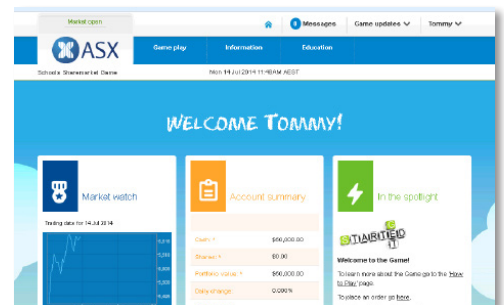 Market open
Messages
Game updates
Tommy
ASX
Game play
Information
Education
Schools Sharemarket Game
Mon 14 Jul 2014 11:48AM AEST
WELCOME TOMMY!
Market watch
Account summary
In the spotlight
Trading data for 14 Jul 2014
Cash
$50,000.00
Shares
$0.00
Portfolio value
$50,000.00
Daily change
0.000%
Welcome to the Game!
To learn more about the Game go to the 'How
to Play' page.
To place an order go here.